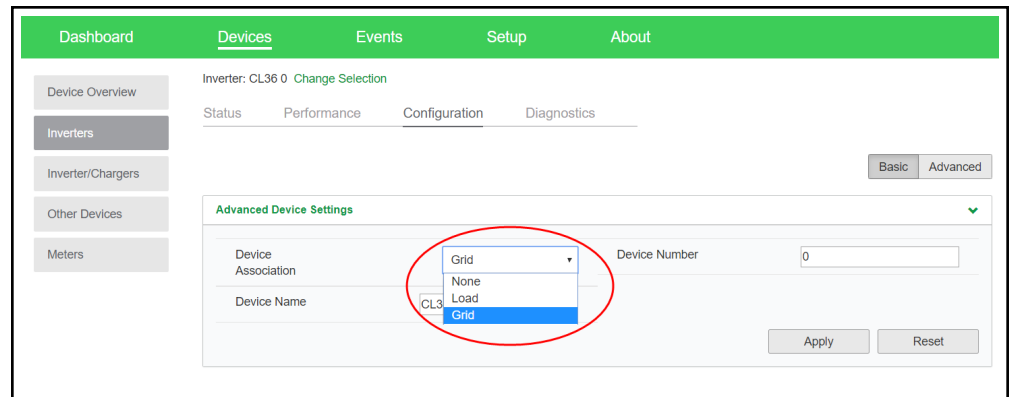 Dashboard Devices Events Setup About
Inverter: CL36 0 Change Selection
Device Overview
Status Performance Configuration Diagnostics
Inverters
Inverter/Chargers
Basic Advanced
Other Devices
Advanced Device Settings
Meters
Device Association
Grid
Device Number
0
None
Load
Grid
Device Name
CL3
Apply Reset